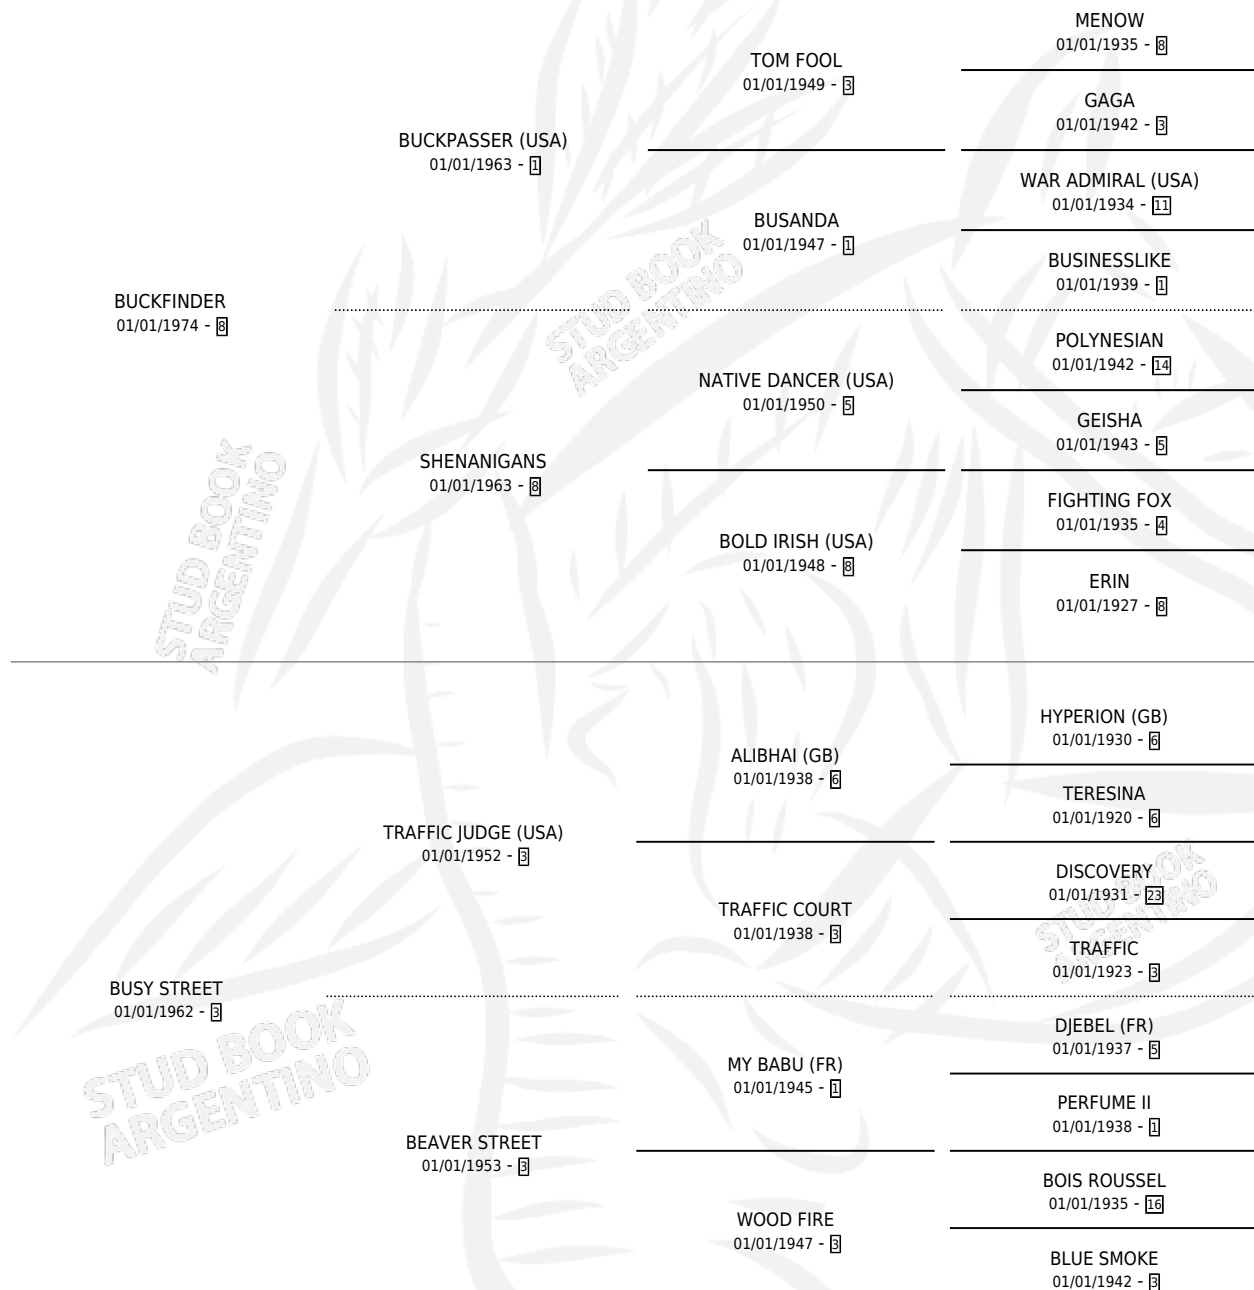 MENOW
01/01/1935 - 8
TOM FOOL
01/01/1949 - 3
GAGA
01/01/1942 - 3
BUCKPASSER (USA)
01/01/1963 - 1
WAR ADMIRAL (USA)
01/01/1934 - 11
BUSANDA
01/01/1947 - 1
BUSINESSLIKE
01/01/1939 - 1
BUCKFINDER
01/01/1974 - 8
POLYNESIAN
01/01/1942 - 14
NATIVE DANCER (USA)
01/01/1950 - 5
GEISHA
01/01/1943 - 5
SHENANIGANS
01/01/1963 - 8
FIGHTING FOX
01/01/1935 - 4
BOLD IRISH (USA)
01/01/1948 - 8
ERIN
01/01/1927 - 8
HYPERION (GB)
01/01/1930 - 6
ALIBHAI (GB)
01/01/1938 - 6
TERESINA
01/01/1920 - 6
TRAFFIC JUDGE (USA)
01/01/1952 - 3
DISCOVERY
01/01/1931 - 23
TRAFFIC COURT
01/01/1938 - 3
TRAFFIC
01/01/1923 - 3
BUSY STREET
01/01/1962 - 3
DJEBEL (FR)
01/01/1937 - 5
MY BABU (FR)
01/01/1945 - 1
PERFUME II
01/01/1938 - 1
BEAVER STREET
01/01/1953 - 3
BOIS ROUSSEL
01/01/1935 - 16
WOOD FIRE
01/01/1947 - 3
BLUE SMOKE
01/01/1942 - 3
STUD BOOK
ARGENTINO
STUD BOOK
ARGENTINO
STUD BOOK
ARGENTINO
STUD BOOK
ARGENTINO